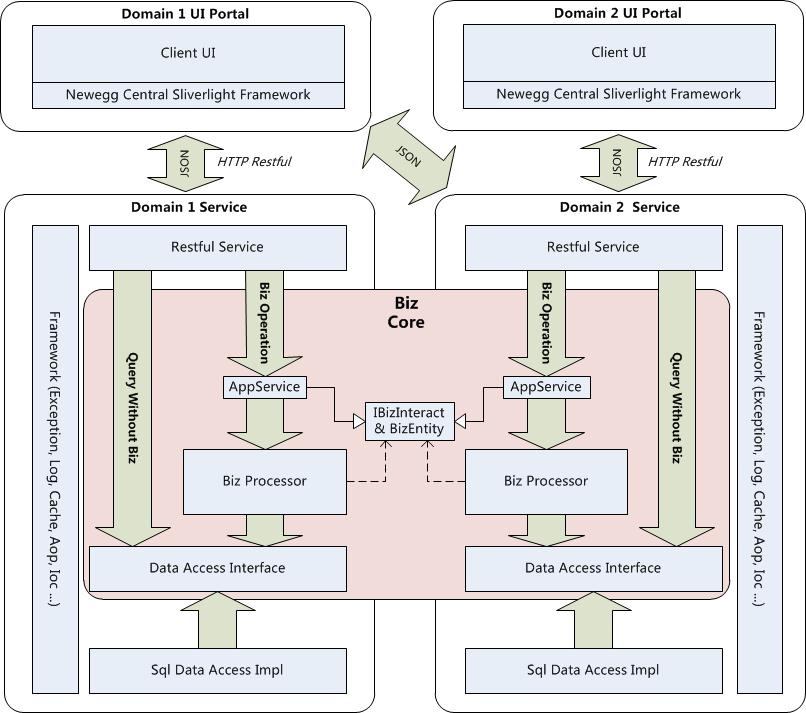 Domain 1 UI Portal
Client UI
Newegg Central Sliverlight Framework
Domain 2 UI Portal
Client UI
Newegg Central Sliverlight Framework
JSON
HTTP Restful
JSON
JSON
HTTP Restful
Domain 1 Service
Restful Service
Framework (Exception, Log, Cache, Aop, Ioc ...)
Query Without Biz
Biz Operation
AppService
Biz Processor
Data Access Interface
Sql Data Access Impl
Biz
Core
IBizInteract
& BizEntity
Domain 2 Service
Restful Service
Biz Operation
Query Without Biz
AppService
Biz Processor
Data Access Interface
Sql Data Access Impl
Framework (Exception, Log, Cache, Aop, Ioc ...)